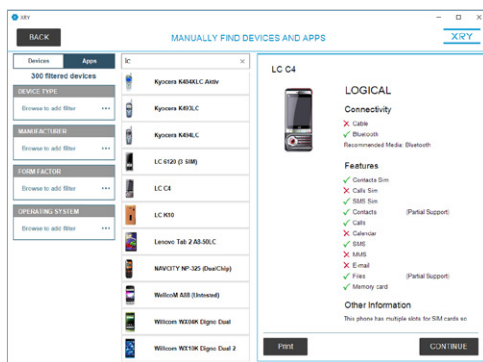 XRY
BACK
MANUALLY FIND DEVICES AND APPS
XRY
Devices
Apps
300 filtered devices
DEVICE TYPE
Browse to add filter
MANUFACTURER
Browse to add filter
FORM FACTOR
Browse to add filter
OPERATING SYSTEM
Browse to add filter
lc
Kyocera K484XLC Aktiv
Kyocera K493LC
Kyocera K494LC
LC 6120 (3 SIM)
LC C4
LC K10
Lenovo Tab 2 A8-50LC
NAVCITY NP-325 (DualChip)
WellcoM A88 (Untested)
Willcom WX04K Digno Dual
Willcom WX10K Digno Dual 2
LC C4
LOGICAL
Connectivity
Cable
Bluetooth
Recommended Media: Bluetooth
Features
Contacts Sim
Calls Sim
SMS Sim
Contacts (Partial Support)
Calls
Calendar
SMS
MMS
E-mail
Files (Partial Support)
Memory card
Other Information
This phone has multiple slots for SIM cards so
Print
CONTINUE